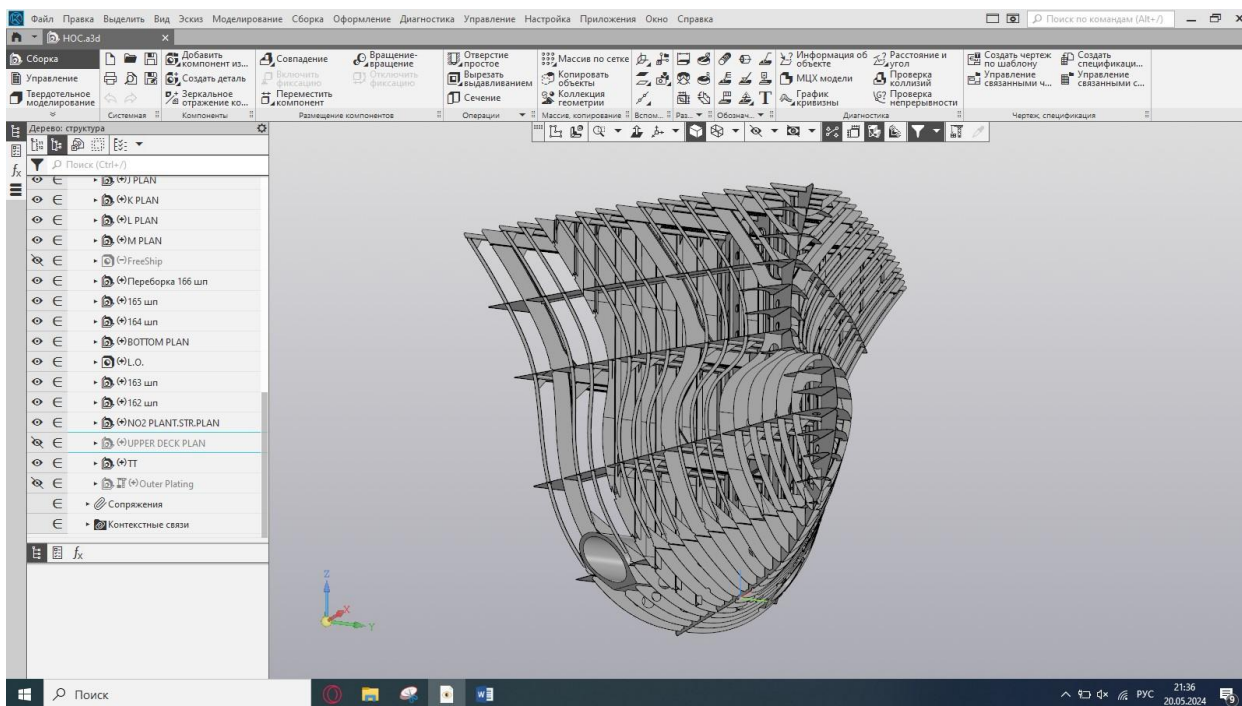 Файл Правка Выделить Вид Эскиз Моделирование Сборка Оформление Диагностика Управление Настройка Приложения Окно Справка
Поиск по командам (Alt+/)
НОС.a3d
Сборка
Управление
Твердотельное моделирование
Системная
Добавить компонент из...
Создать деталь
Зеркальное отражение ко...
Компоненты
Совпадение
Включить фиксацию
Переместить компонент
Вращение-вращение
Отключить фиксацию
Размещение компонентов
Отверстие простое
Вырезать выдавливанием
Сечение
Операции
Массив по сетке
Копировать объекты
Коллекция геометрии
Массив, копирование
Вспом...
Раз...
Обознач...
Информация об объекте
МЦХ модели
График кривизны
Расстояние и угол
Проверка коллизий
Проверка непрерывности
Диагностика
Создать чертеж по шаблону
Управление связанными ч...
Создать спецификаци...
Управление связанными с...
Чертеж, спецификация
Дерево: структура
Поиск (Ctrl+/)
(+)J PLAN
(+)K PLAN
(+)L PLAN
(+)M PLAN
(-)FreeShip
(+)Переборка 166 шп
(+)165 шп
(+)164 шп
(+)BOTTOM PLAN
(+)L.O.
(+)163 шп
(+)162 шп
(+)NO2 PLANT.STR.PLAN
(+)UPPER DECK PLAN
(+)TT
(+)Outer Plating
Сопряжения
Контекстные связи
fx
Z
X
Y
Поиск
РУС
21:36
20.05.2024